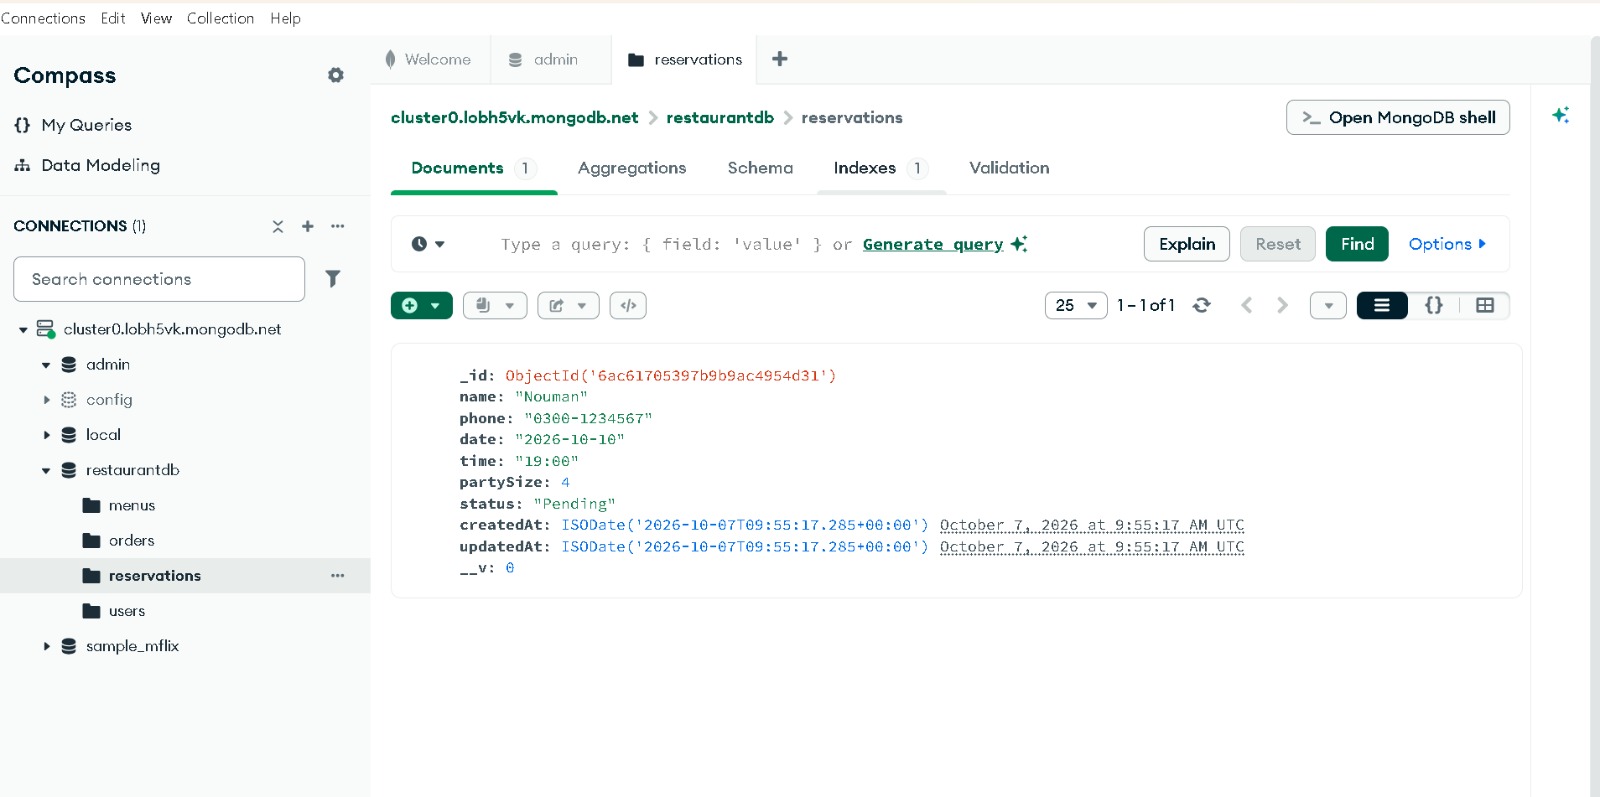 Connections Edit View Collection Help
Compass
My Queries
Data Modeling
CONNECTIONS (1)
Search connections
cluster0.lobh5vk.mongodb.net
admin
config
local
restaurantdb
menus
orders
reservations
users
sample_mflix
Welcome admin reservations
cluster0.lobh5vk.mongodb.net > restaurantdb > reservations
>_ Open MongoDB shell
Documents 1 Aggregations Schema Indexes 1 Validation
Type a query: { field: 'value' } or Generate query
Explain Reset Find Options
25 1 – 1 of 1
_id: ObjectId('6ac61705397b9b9ac4954d31')
name: "Nouman"
phone: "0300-1234567"
date: "2026-10-10"
time: "19:00"
partySize: 4
status: "Pending"
createdAt: ISODate('2026-10-07T09:55:17.285+00:00') October 7, 2026 at 9:55:17 AM UTC
updatedAt: ISODate('2026-10-07T09:55:17.285+00:00') October 7, 2026 at 9:55:17 AM UTC
__v: 0